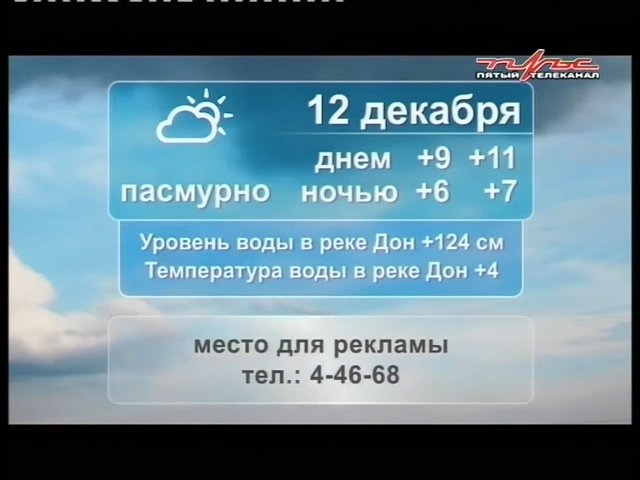 ПУЛЬС
ПЯТЫЙ ТЕЛЕКАНАЛ
12 декабря
днем +9 +11
пасмурно ночью +6 +7
Уровень воды в реке Дон +124 см
Температура воды в реке Дон +4
место для рекламы
тел.: 4-46-68